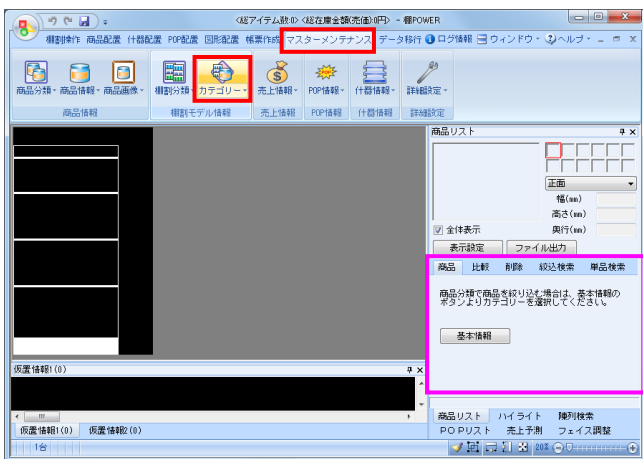 <総アイテム数:0> <総在庫金額(売価):0円> - 棚POWER
棚割操作 商品配置 什器配置 POP配置 図形配置 帳票作成 マスターメンテナンス データ移行 ログ情報 ウィンドウ ヘルプ
商品分類 商品情報 商品画像 棚割分類 カテゴリー 売上情報 POP情報 什器情報 詳細設定
商品情報 棚割モデル情報 売上情報 POP情報 什器情報 詳細設定
商品リスト
正面
幅(mm)
高さ(mm)
全体表示 奥行(mm)
表示設定 ファイル出力
商品 比較 削除 絞込検索 単品検索
商品分類で商品を絞り込む場合は、基本情報の
ボタンよりカテゴリーを選択してください。
基本情報
仮置情報1(0)
商品リスト ハイライト 陳列検索
仮置情報1(0) 仮置情報2(0)
POPリスト 売上予測 フェイス調整
1台
20%